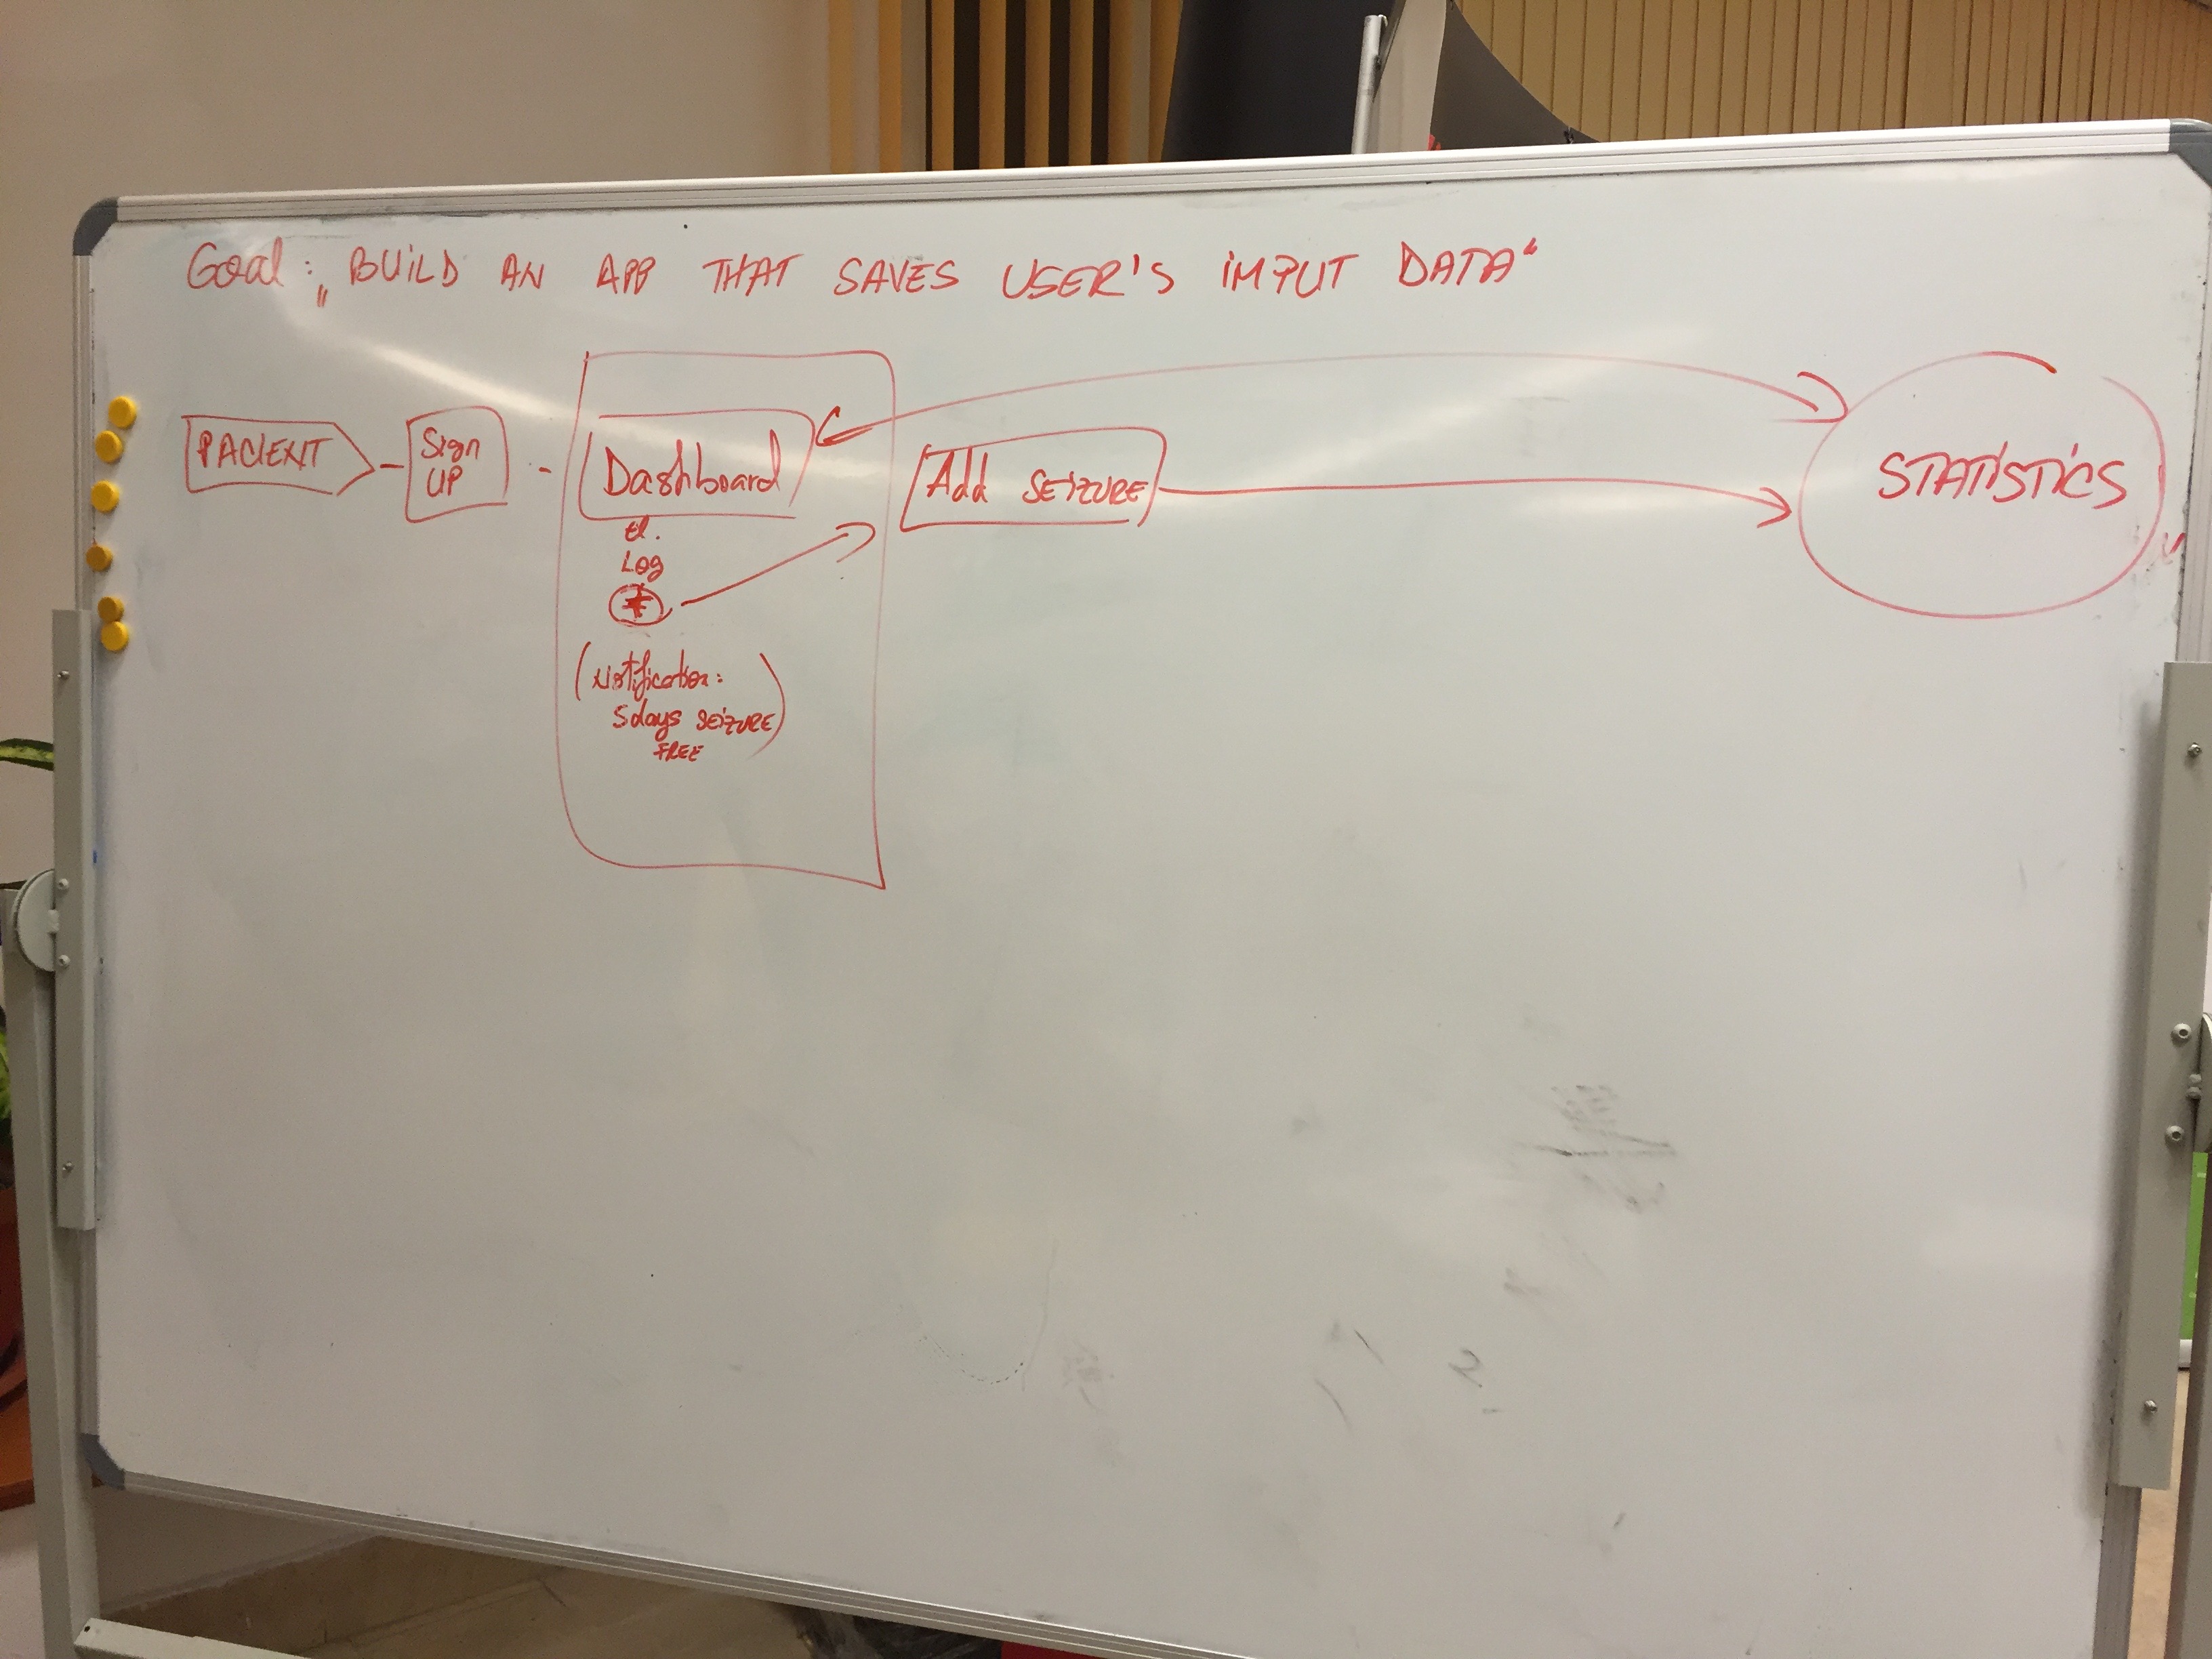 Goal: „BUILD AN APP THAT SAVES USER'S IMPUT DATA“
PACIENT
Sign
UP
Dashboard
el.
Log
+
(Notification:
5days SEIZURE)
FREE
Add SEIZURE
STATISTICS